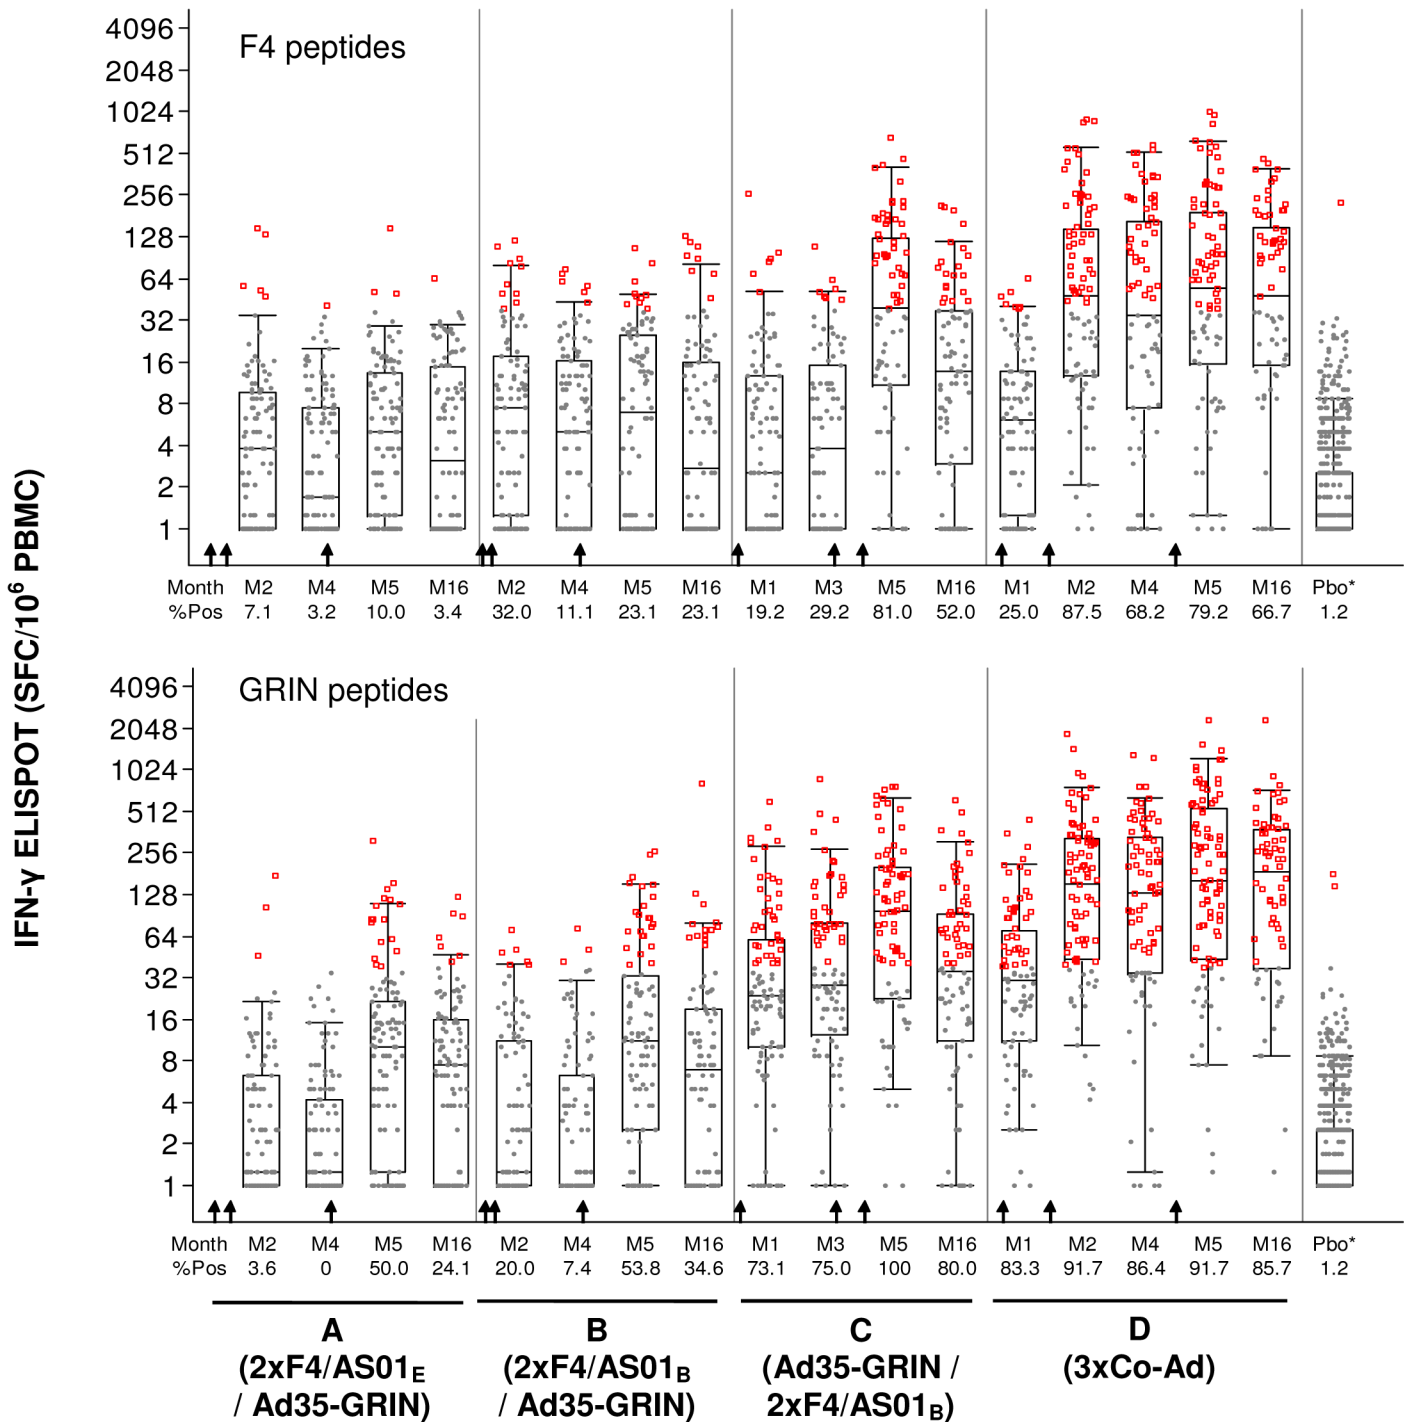 IFN-γ ELISPOT (SFC/10⁶ PBMC)
F4 peptides
4096
2048
1024
512
256
128
64
32
16
8
4
2
1
Month M2 M4 M5 M16 M2 M4 M5 M16 M1 M3 M5 M16 M1 M2 M4 M5 M16 Pbo*
%Pos 7.1 3.2 10.0 3.4 32.0 11.1 23.1 23.1 19.2 29.2 81.0 52.0 25.0 87.5 68.2 79.2 66.7 1.2
GRIN peptides
4096
2048
1024
512
256
128
64
32
16
8
4
2
1
Month M2 M4 M5 M16 M2 M4 M5 M16 M1 M3 M5 M16 M1 M2 M4 M5 M16 Pbo*
%Pos 3.6 0 50.0 24.1 20.0 7.4 53.8 34.6 73.1 75.0 100 80.0 83.3 91.7 86.4 91.7 85.7 1.2
A
(2xF4/AS01E
/ Ad35-GRIN)
B
(2xF4/AS01B
/ Ad35-GRIN)
C
(Ad35-GRIN /
2xF4/AS01B)
D
(3xCo-Ad)